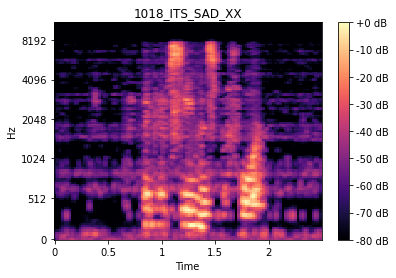 1018_ITS_SAD_XX
Hz
8192
4096
2048
1024
512
0
0
0.5
1
1.5
2
Time
+0 dB
-10 dB
-20 dB
-30 dB
-40 dB
-50 dB
-60 dB
-70 dB
-80 dB